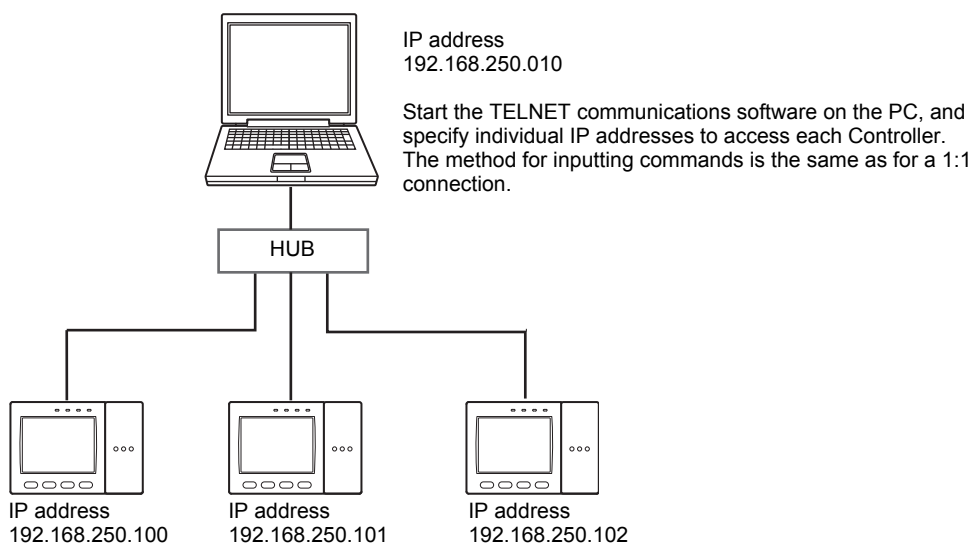 IP address
192.168.250.010
Start the TELNET communications software on the PC, and
specify individual IP addresses to access each Controller.
The method for inputting commands is the same as for a 1:1
connection.
HUB
IP address
192.168.250.100
IP address
192.168.250.101
IP address
192.168.250.102